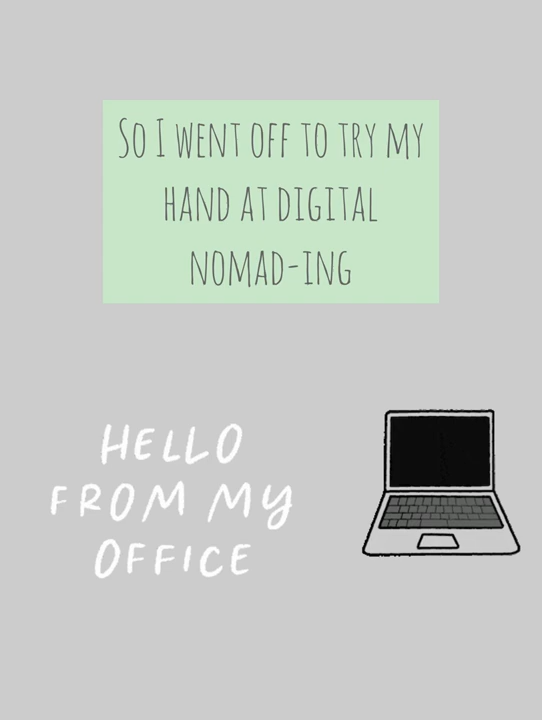 SO I WENT OFF TO TRY MY
HAND AT DIGITAL
NOMAD-ING
HELLO
FROM MY
OFFICE